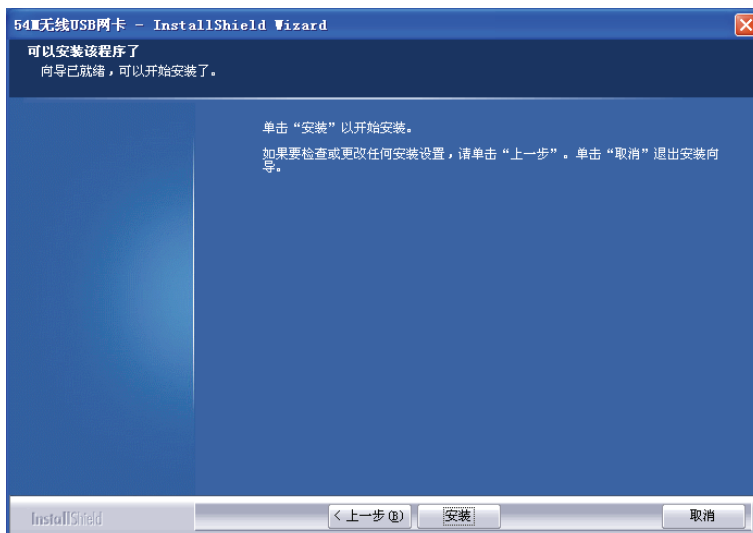 54M无线USB网卡 - InstallShield Wizard
可以安装该程序了
向导已就绪，可以开始安装了。
单击“安装”以开始安装。
如果要检查或更改任何安装设置，请单击“上一步”。单击“取消”退出安装向
导。
InstallShield
< 上一步(B)
安装
取消